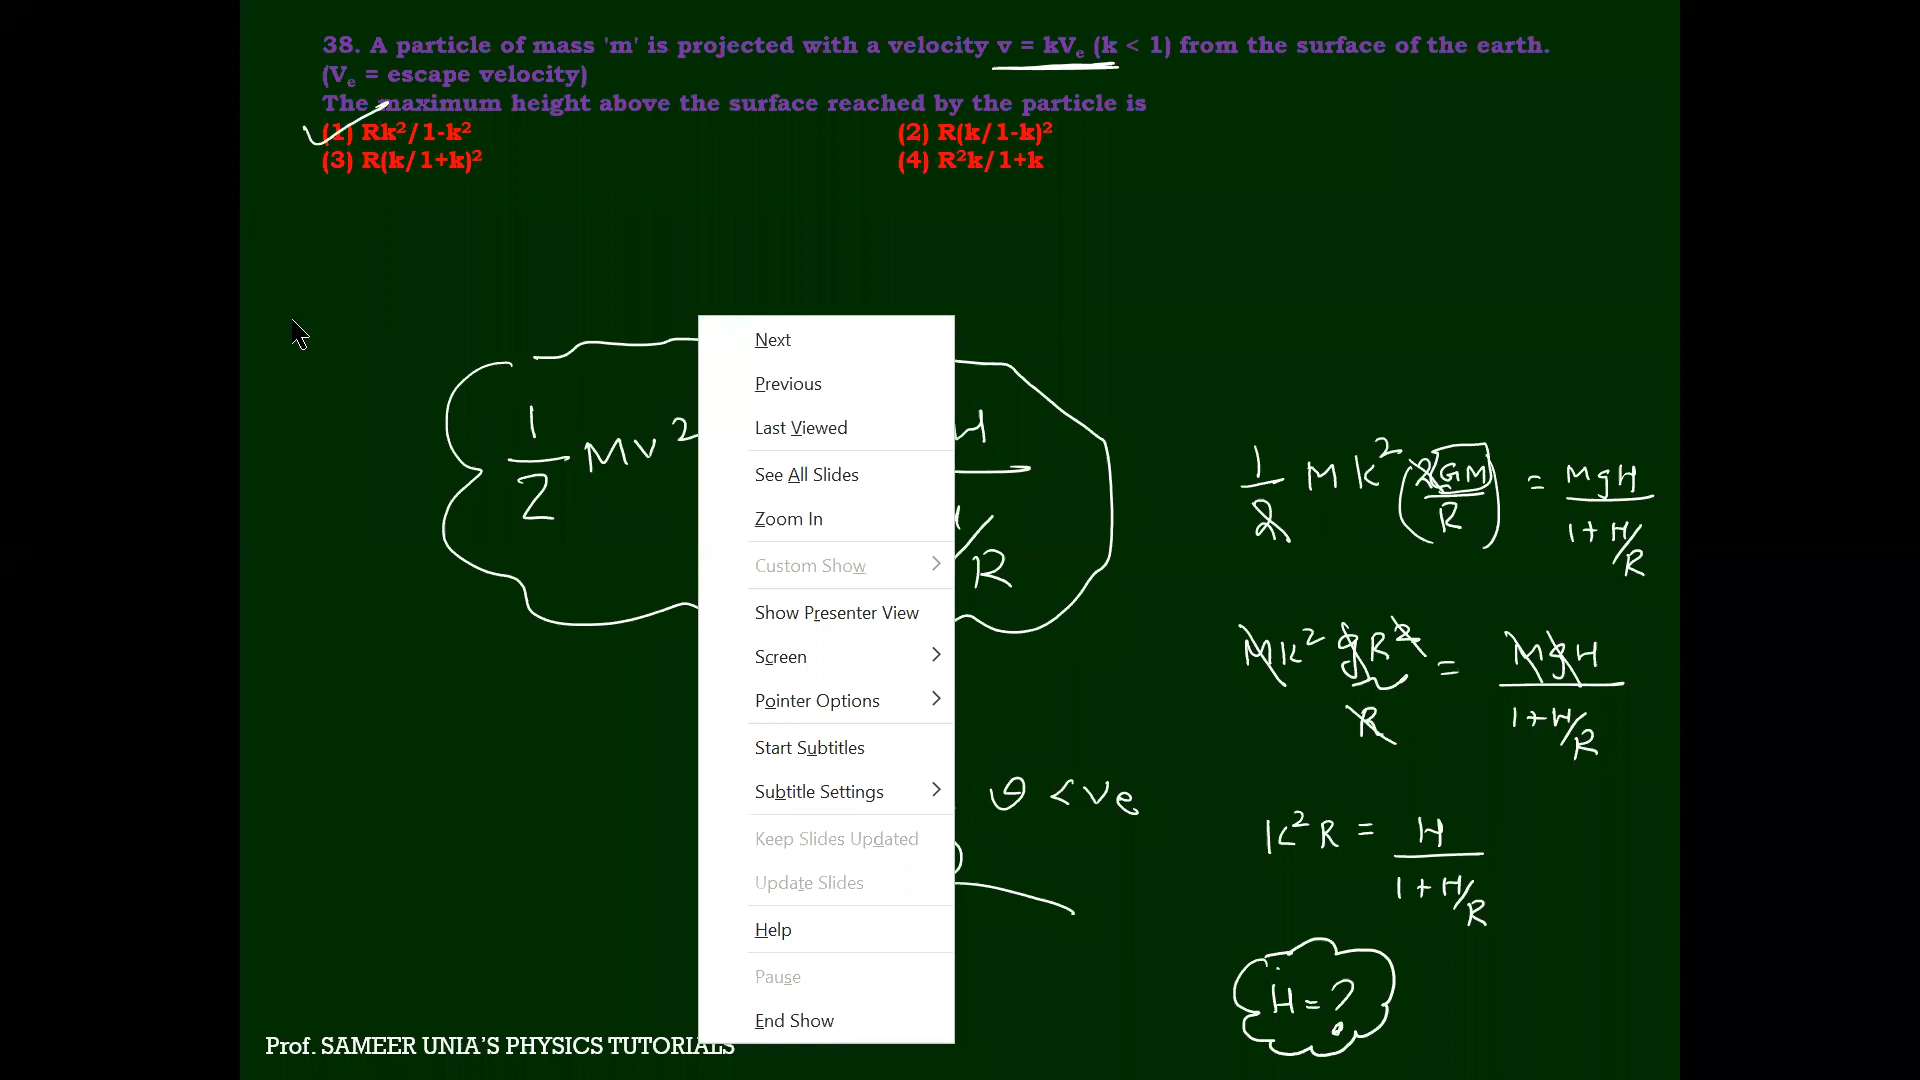 38. A particle of mass 'm' is projected with a velocity v = kVe (k < 1) from the surface of the earth.
(Ve = escape velocity)
The maximum height above the surface reached by the particle is
(1) Rk²/1-k² (2) R(k/1-k)²
(3) R(k/1+k)² (4) R²k/1+k
1/2 Mv² H
/R
1/2 M K² (2GM/R) = MgH/1+H/R
MK² gR²/R = MgH/1+H/R
K²R = H/1+H/R
H = ?
v < ve
Next
Previous
Last Viewed
See All Slides
Zoom In
Custom Show
Show Presenter View
Screen
Pointer Options
Start Subtitles
Subtitle Settings
Keep Slides Updated
Update Slides
Help
Pause
End Show
Prof. SAMEER UNIA'S PHYSICS TUTORIALS